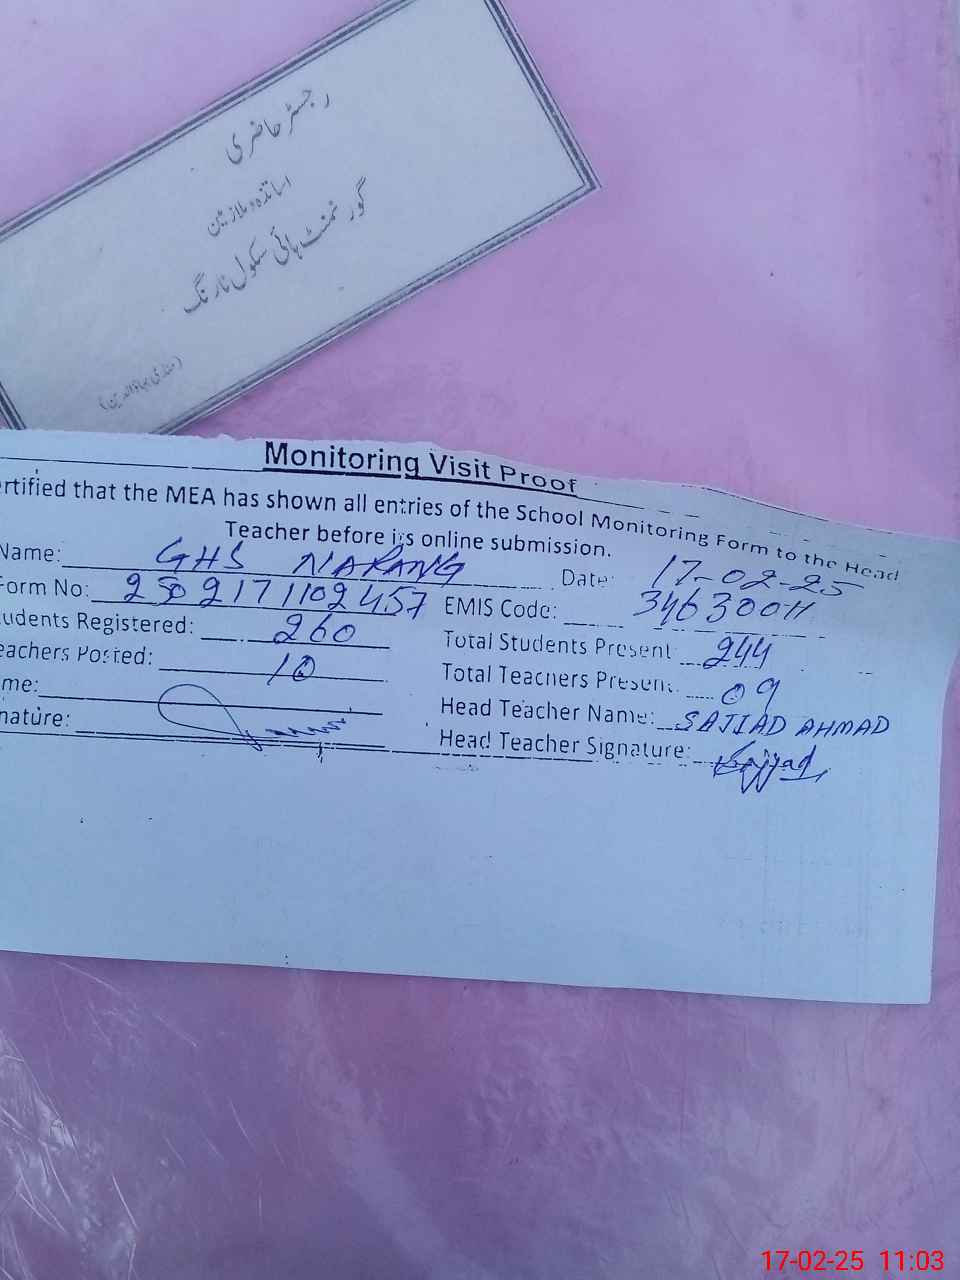 رجسٹر حاضری
اساتذہ و ملازمین
گورنمنٹ ہائی سکول نارنگ
(منڈی بہاؤالدین)
Monitoring Visit Proof
ertified that the MEA has shown all entries of the School Monitoring Form to the Head
Teacher before its online submission.
Name: GHS NARANG Date: 17-02-25
Form No: 2502171102457 EMIS Code: 34630011
udents Registered: 260 Total Students Present: 244
eachers Posted: 10 Total Teachers Present: 09
me: Head Teacher Name: SAJJAD AHMAD
nature: Head Teacher Signature: Sajjad
17-02-25 11:03